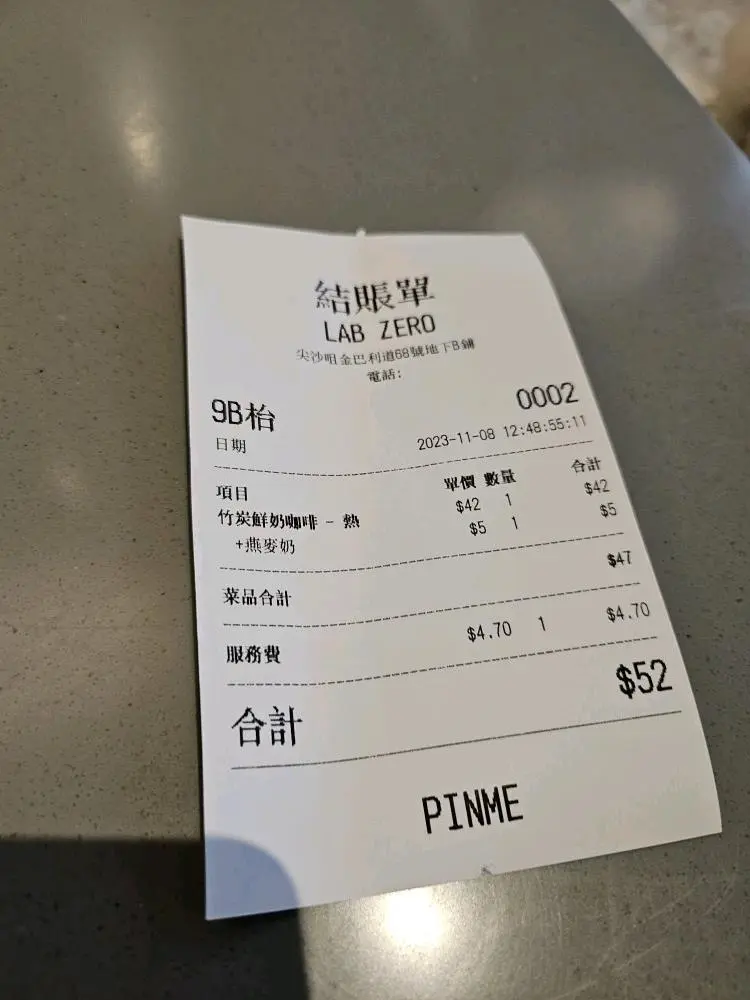 結賬單
LAB ZERO
尖沙咀金巴利道68號地下B鋪
電話:
9B枱 0002
日期 2023-11-08 12:48:55:11
項目 單價 數量 合計
竹炭鮮奶咖啡 - 熱 $42 1 $42
+燕麥奶 $5 1 $5
菜品合計 $47
服務費 $4.70 1 $4.70
合計 $52
PINME